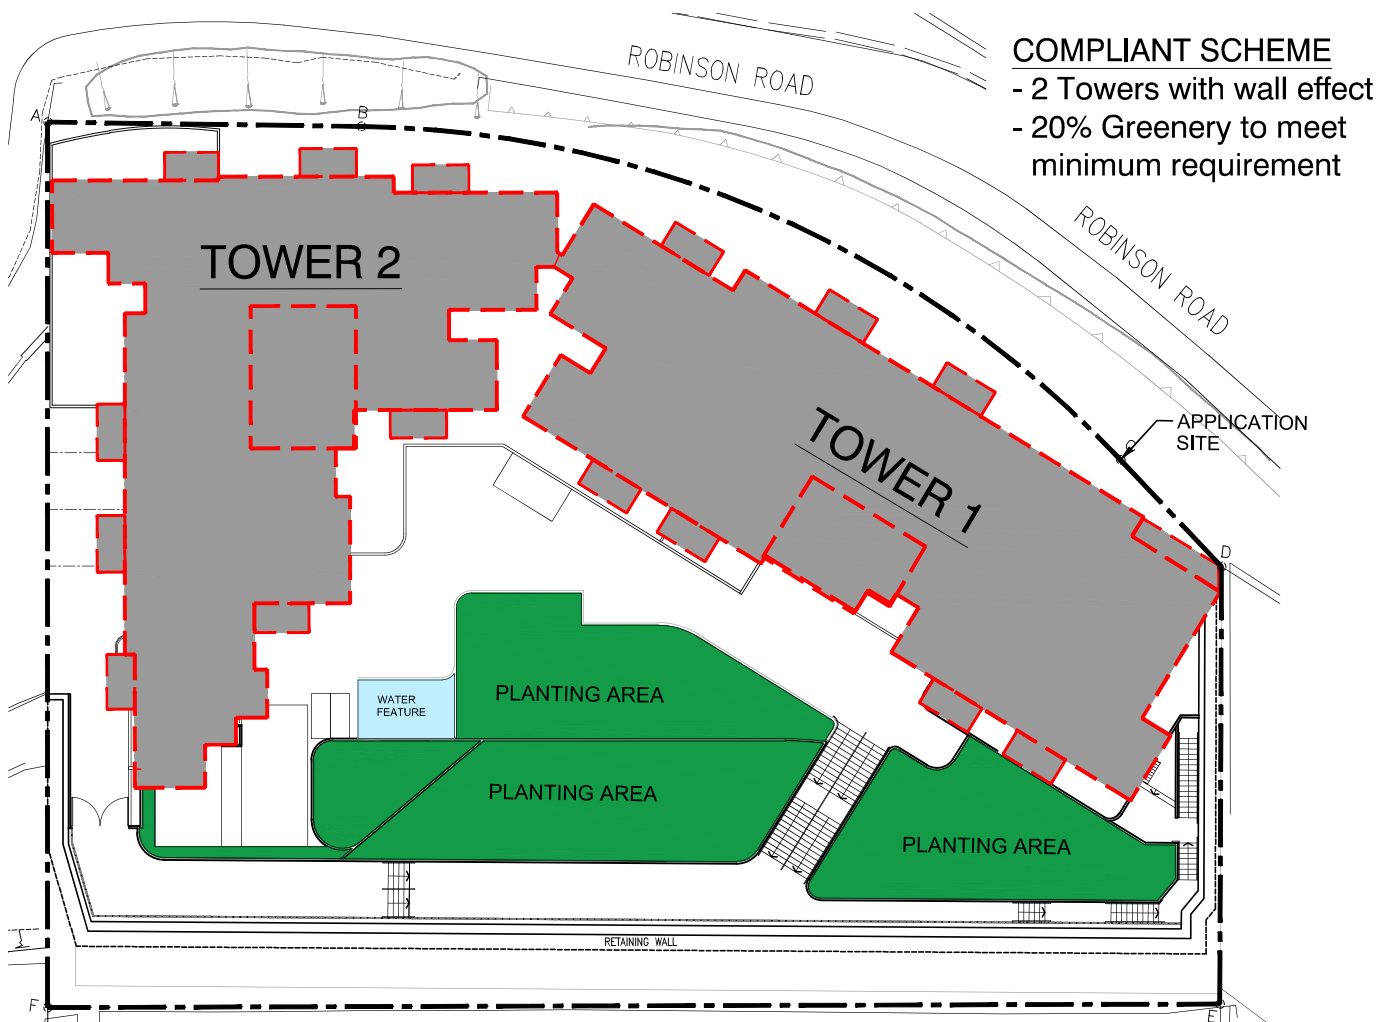 COMPLIANT SCHEME
- 2 Towers with wall effect
- 20% Greenery to meet
minimum requirement
ROBINSON ROAD
ROBINSON ROAD
A
B
TOWER 2
TOWER 1
APPLICATION
SITE
C
D
WATER
FEATURE
PLANTING AREA
PLANTING AREA
PLANTING AREA
RETAINING WALL
F
E